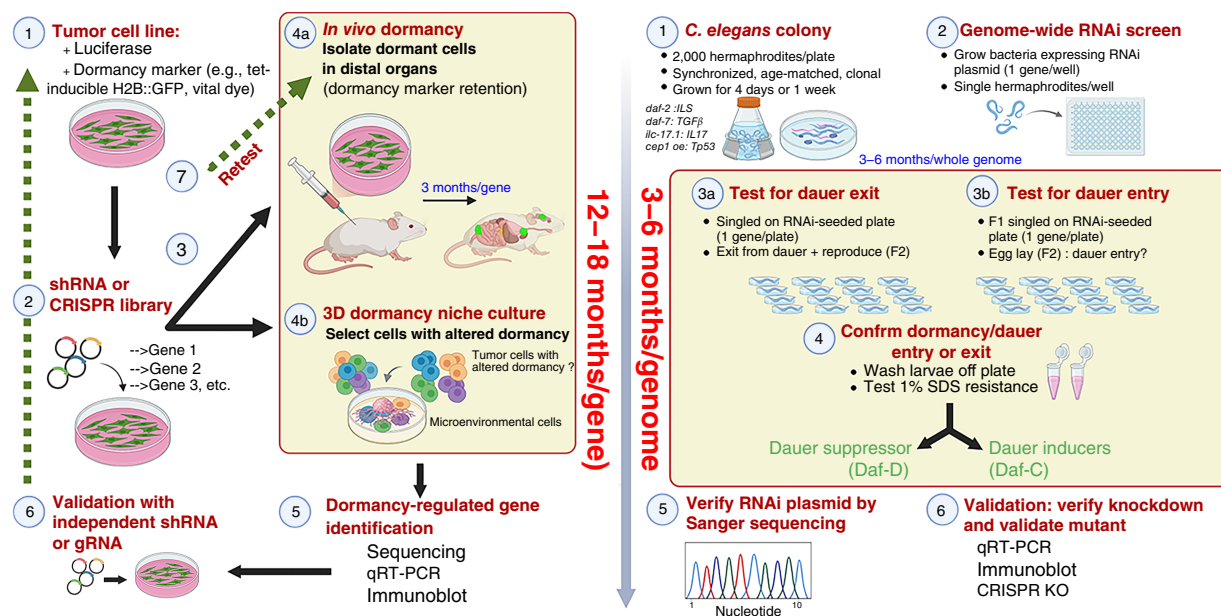 1
Tumor cell line:
+ Luciferase
+ Dormancy marker (e.g., tet-
inducible H2B::GFP, vital dye)
7
Retest
3
2
shRNA or
CRISPR library
-->Gene 1
-->Gene 2
-->Gene 3, etc.
4a
In vivo dormancy
Isolate dormant cells
in distal organs
(dormancy marker retention)
3 months/gene
4b
3D dormancy niche culture
Select cells with altered dormancy
Tumor cells with
altered dormancy ?
Microenvironmental cells
12–18 months/gene)
5
Dormancy-regulated gene
identification
Sequencing
qRT-PCR
Immunoblot
6
Validation with
independent shRNA
or gRNA
3–6 months/genome
1
C. elegans colony
• 2,000 hermaphrodites/plate
• Synchronized, age-matched, clonal
• Grown for 4 days or 1 week
daf-2 :ILS
daf-7: TGFβ
ilc-17.1: IL17
cep1 oe: Tp53
2
Genome-wide RNAi screen
• Grow bacteria expressing RNAi
plasmid (1 gene/well)
• Single hermaphrodites/well
3–6 months/whole genome
3a
Test for dauer exit
• Singled on RNAi-seeded plate
(1 gene/plate)
• Exit from dauer + reproduce (F2)
3b
Test for dauer entry
• F1 singled on RNAi-seeded
plate (1 gene/plate)
• Egg lay (F2) : dauer entry?
4
Confrm dormancy/dauer
entry or exit
• Wash larvae off plate
• Test 1% SDS resistance
Dauer suppressor
(Daf-D)
Dauer inducers
(Daf-C)
5
Verify RNAi plasmid by
Sanger sequencing
1
10
Nucleotide
6
Validation: verify knockdown
and validate mutant
qRT-PCR
Immunoblot
CRISPR KO